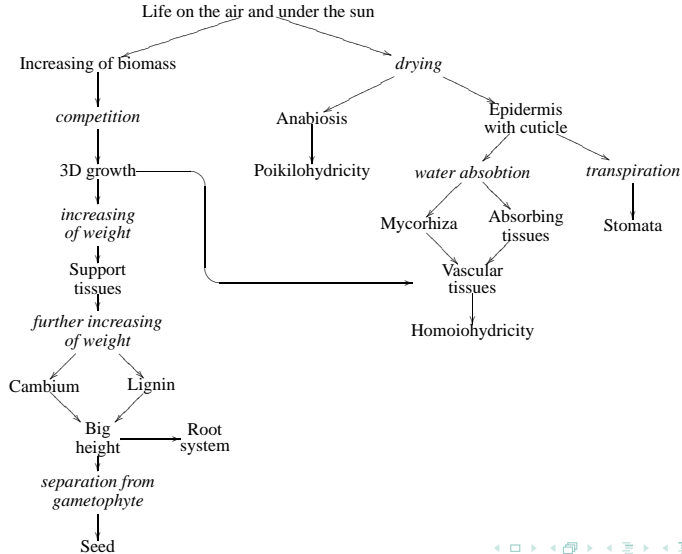 Life on the air and under the sun
Increasing of biomass
drying
competition
Anabiosis
Epidermis
with cuticle
3D growth
Poikilohydricity
water absobtion
transpiration
increasing
of weight
Mycorhiza
Absorbing
tissues
Stomata
Support
tissues
Vascular
tissues
further increasing
of weight
Homoiohydricity
Cambium
Lignin
Big
height
Root
system
separation from
gametophyte
Seed